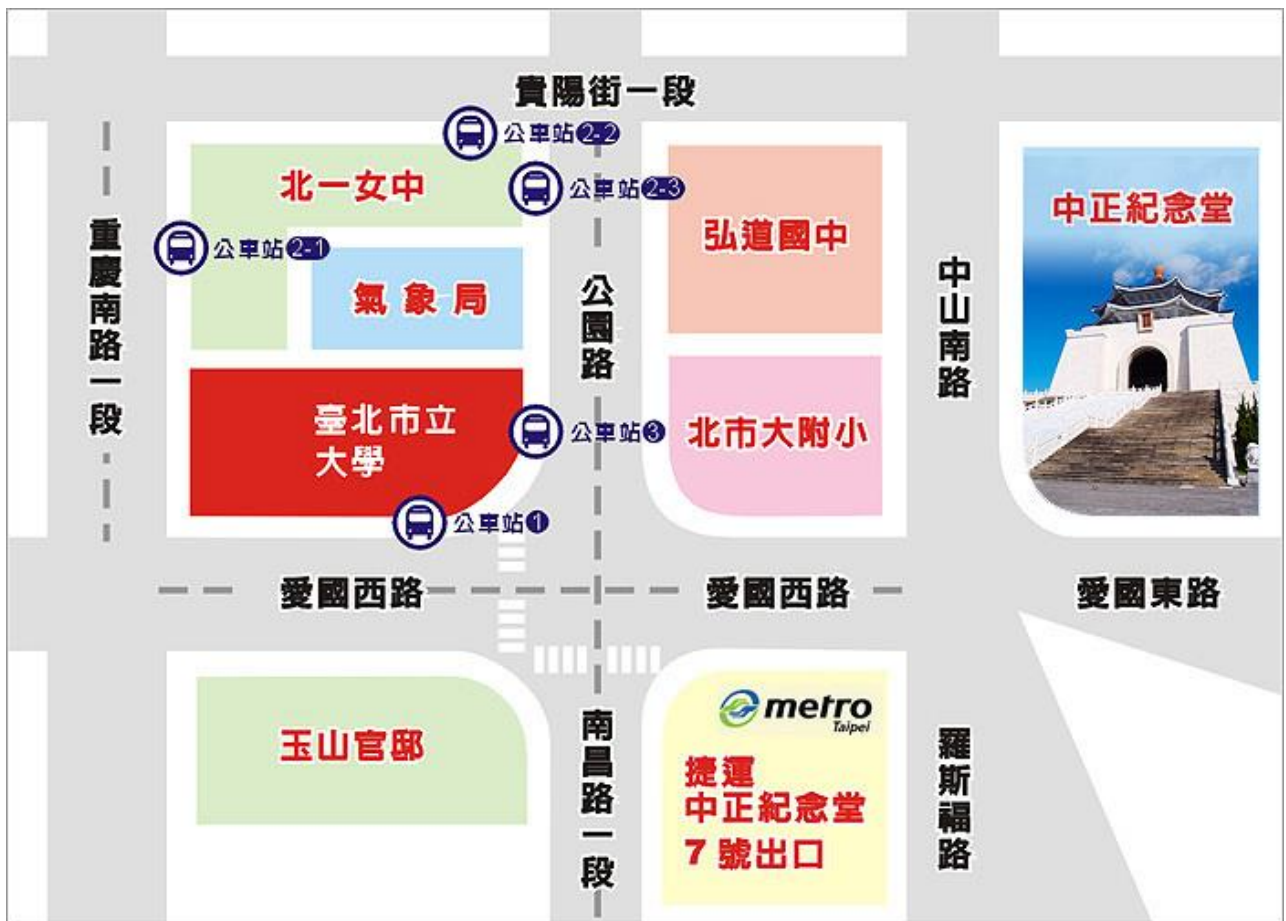 貴陽街一段
公車站2-2
北一女中
公車站2-3
弘道國中
中正紀念堂
公車站2-1
氣象局
重慶南路一段
公園路
中山南路
臺北市立
大學
公車站3
北市大附小
公車站1
愛國西路
愛國西路
愛國東路
玉山官邸
南昌路一段
metro
Taipei
捷運
中正紀念堂
7號出口
羅斯福路